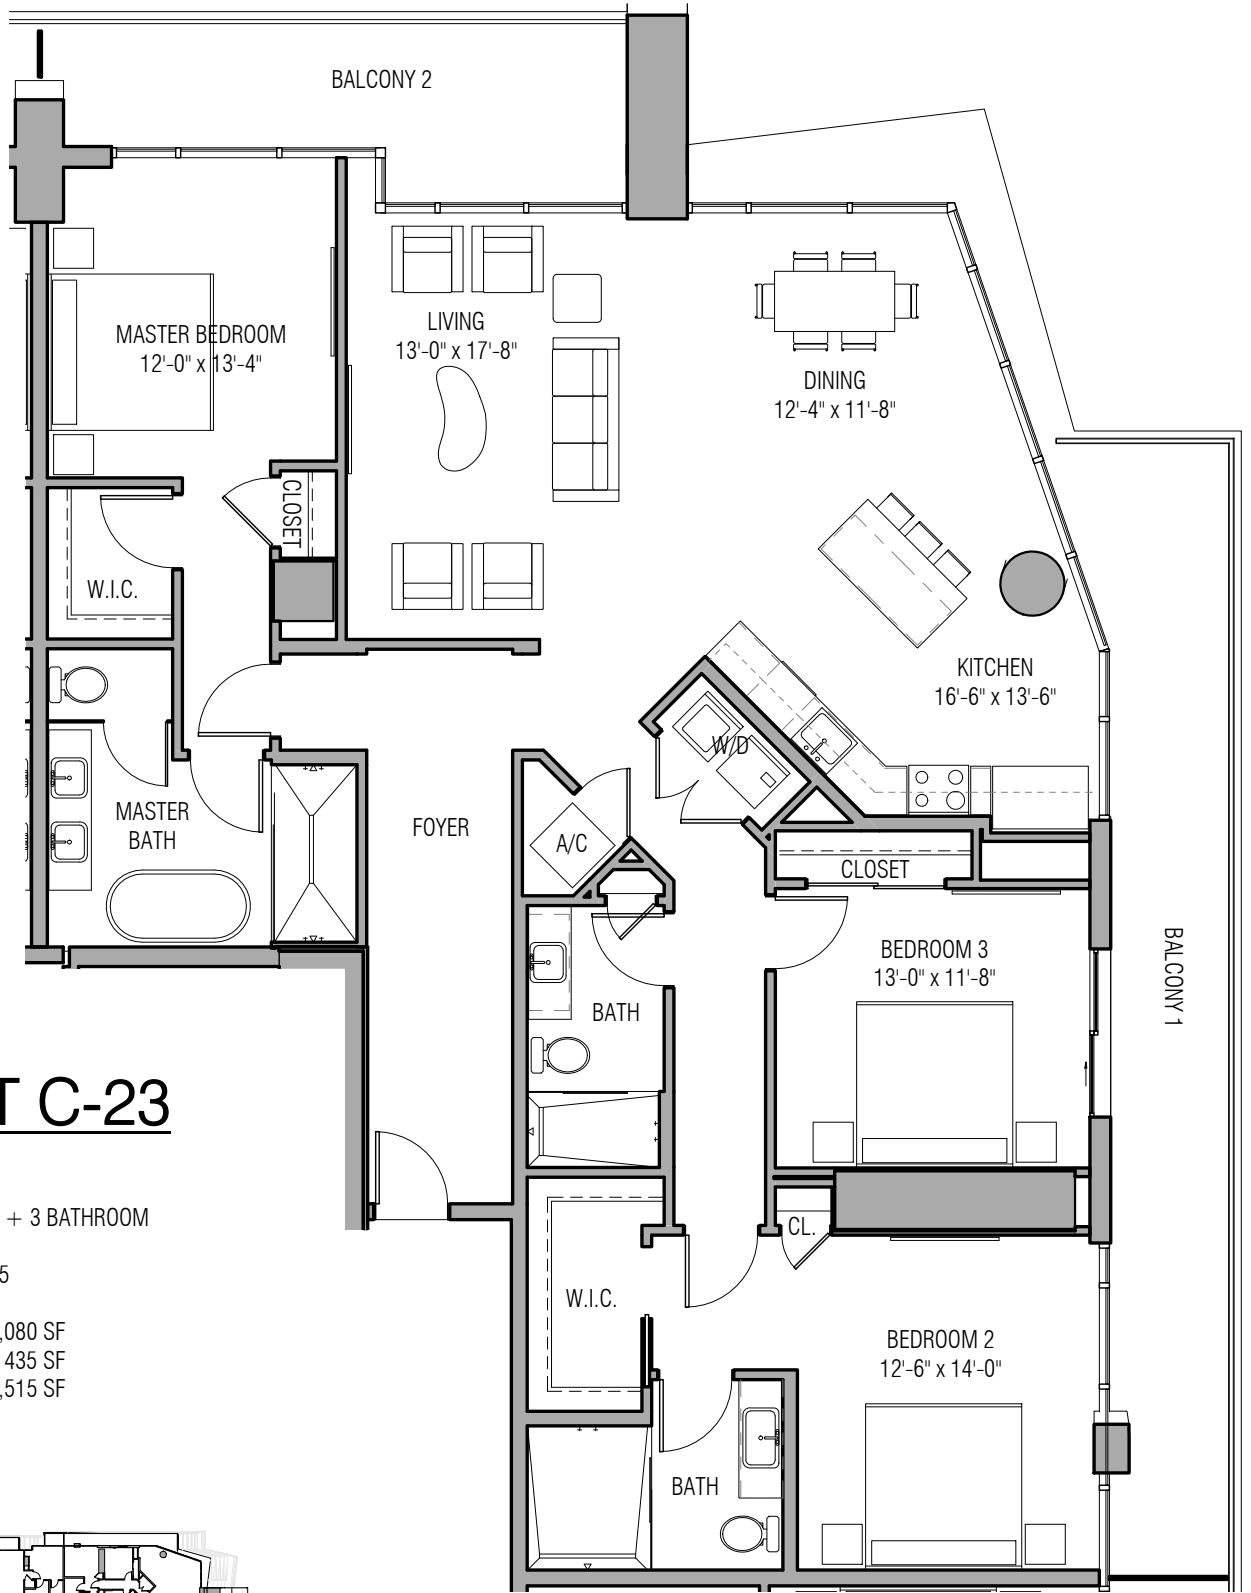 BALCONY 2
MASTER BEDROOM
12'-0" x 13'-4"
LIVING
13'-0" x 17'-8"
DINING
12'-4" x 11'-8"
CLOSET
W.I.C.
KITCHEN
16'-6" x 13'-6"
W/D
MASTER
BATH
FOYER
A/C
CLOSET
BEDROOM 3
13'-0" x 11'-8"
BALCONY 1
BATH
C-23
+ 3 BATHROOM
5
,080 SF
435 SF
,515 SF
CL.
W.I.C.
BEDROOM 2
12'-6" x 14'-0"
BATH